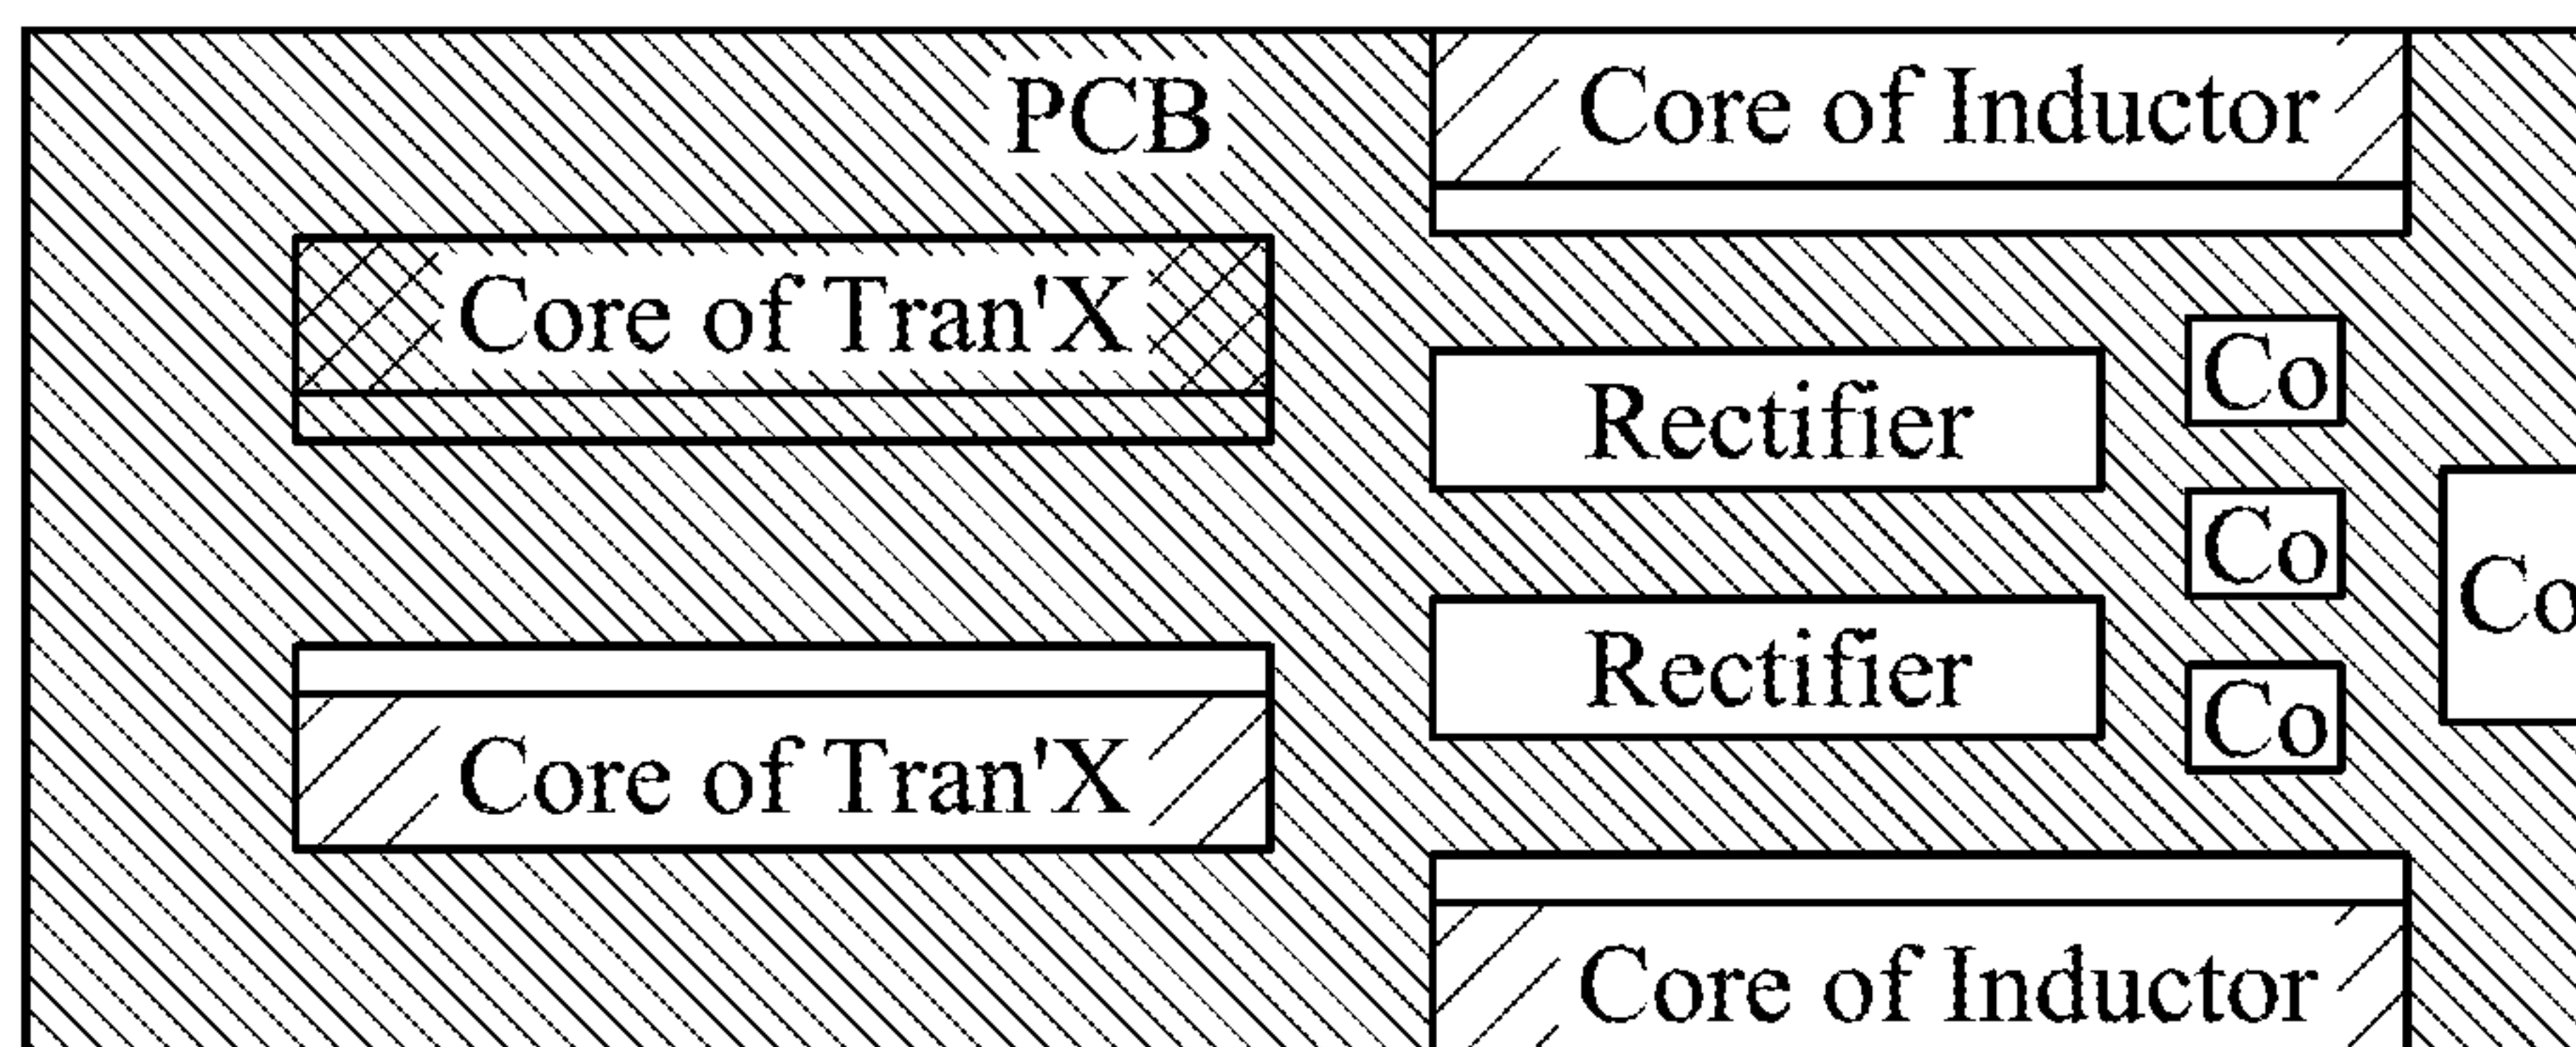 PCB
Core of Inductor
Core of Tran'X
Rectifier
Co
Co
Co
Rectifier
Co
Core of Tran'X
Core of Inductor